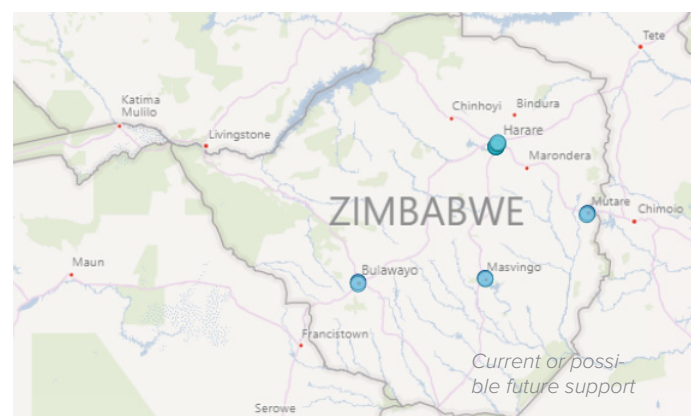 Tete
Katima
Mulilo
Chinhoyi
Bindura
Livingstone
Harare
Marondera
ZIMBABWE
Mutare
Chimoio
Maun
Bulawayo
Masvingo
Francistown
Current or possi-
ble future support
Serowe